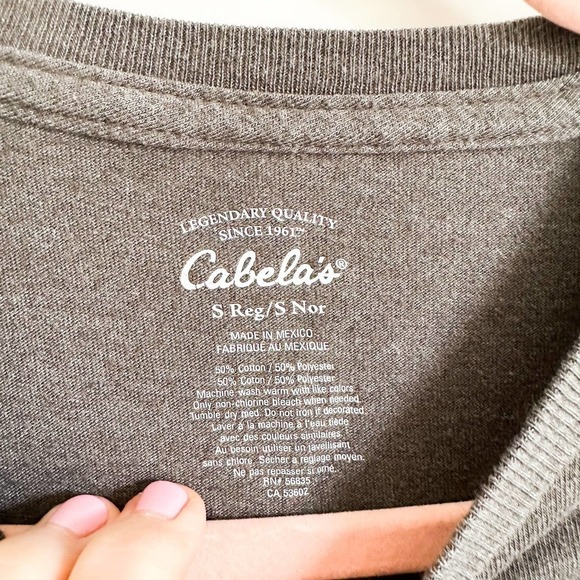 LEGENDARY QUALITY
SINCE 1961™
Cabela's®
S Reg/S Nor
MADE IN MEXICO
FABRIQUÉ AU MEXIQUE
50% Cotton / 50% Polyester
50% Coton / 50% Polyester
Machine wash warm with like colors.
Only non-chlorine bleach when needed.
Tumble dry med. Do not iron if decorated.
Laver à la machine à l'eau tiède
avec des couleurs similaires.
Au besoin utiliser un javellisant
sans chlore. Sécher a réglage moyen.
Ne pas repasser si orné.
RN# 56835
CA 53602